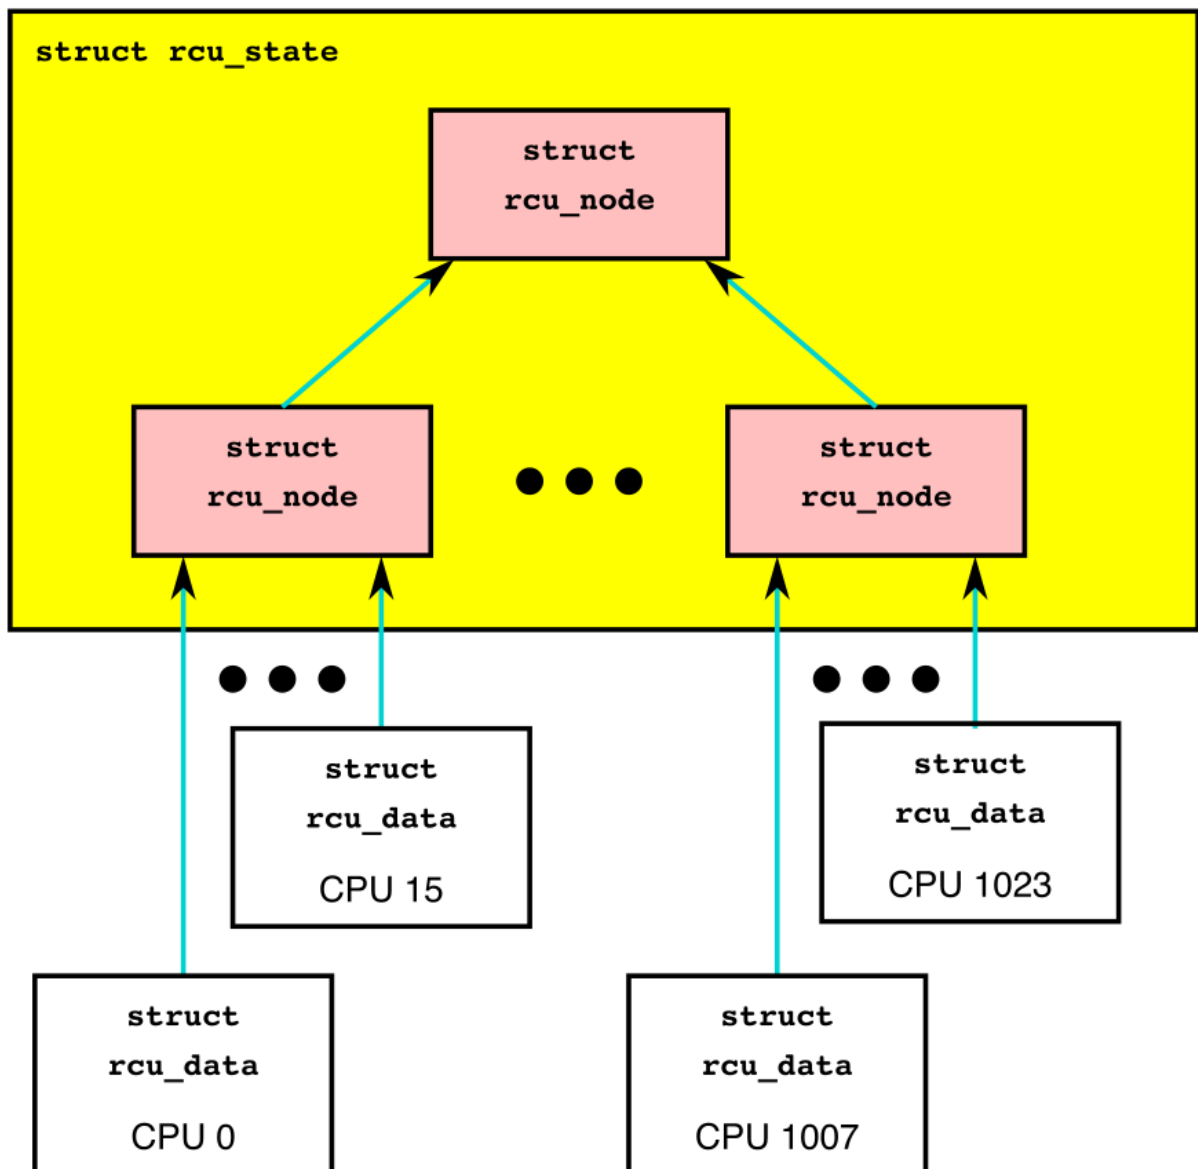 struct rcu_state
struct
rcu_node
struct
rcu_node
struct
rcu_node
struct
rcu_data
CPU 15
struct
rcu_data
CPU 1023
struct
rcu_data
CPU 0
struct
rcu_data
CPU 1007